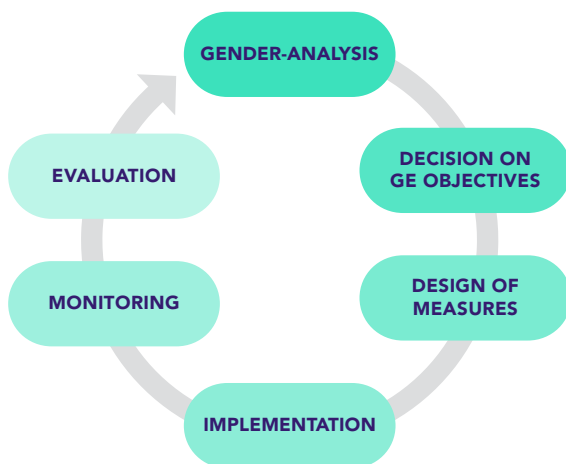 GENDER-ANALYSIS
DECISION ON
GE OBJECTIVES
DESIGN OF
MEASURES
IMPLEMENTATION
MONITORING
EVALUATION